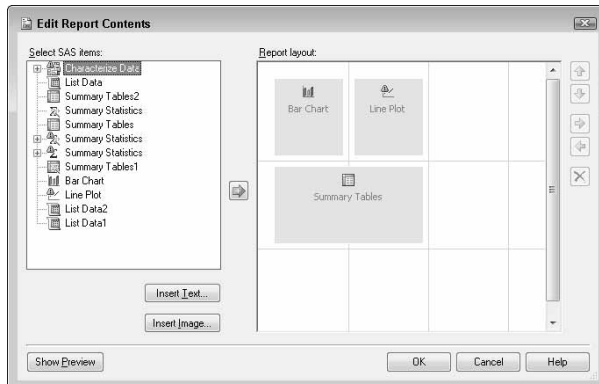 Edit Report Contents
Select SAS items:
Characterize Data
List Data
Summary Tables2
Summary Statistics
Summary Tables
Summary Statistics
Summary Statistics
Summary Tables1
Bar Chart
Line Plot
List Data2
List Data1
Insert Text...
Insert Image...
Report layout:
Bar Chart
Line Plot
Summary Tables
Show Preview
OK
Cancel
Help